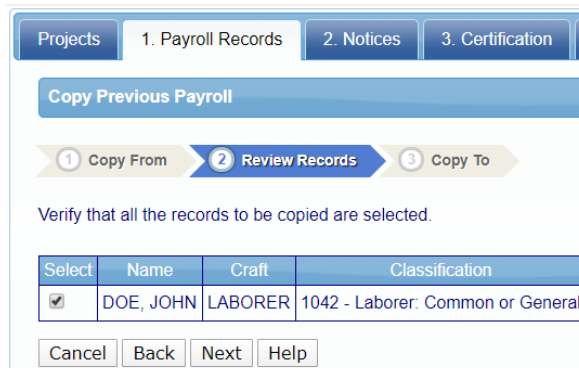 Projects 1. Payroll Records 2. Notices 3. Certification
Copy Previous Payroll
1 Copy From 2 Review Records 3 Copy To
Verify that all the records to be copied are selected.
Select Name Craft Classification
DOE, JOHN LABORER 1042 - Laborer: Common or General
Cancel Back Next Help